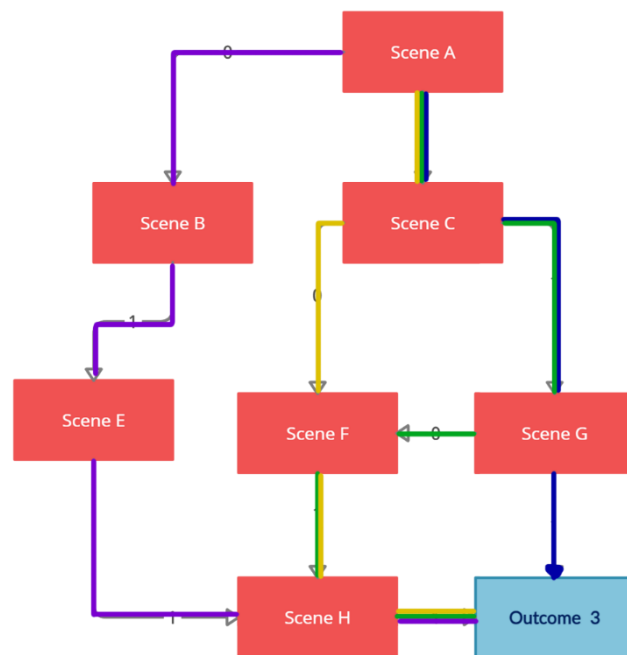 Scene A
0
Scene B
Scene C
0
1
Scene E
Scene F
0
Scene G
1
Scene H
Outcome 3